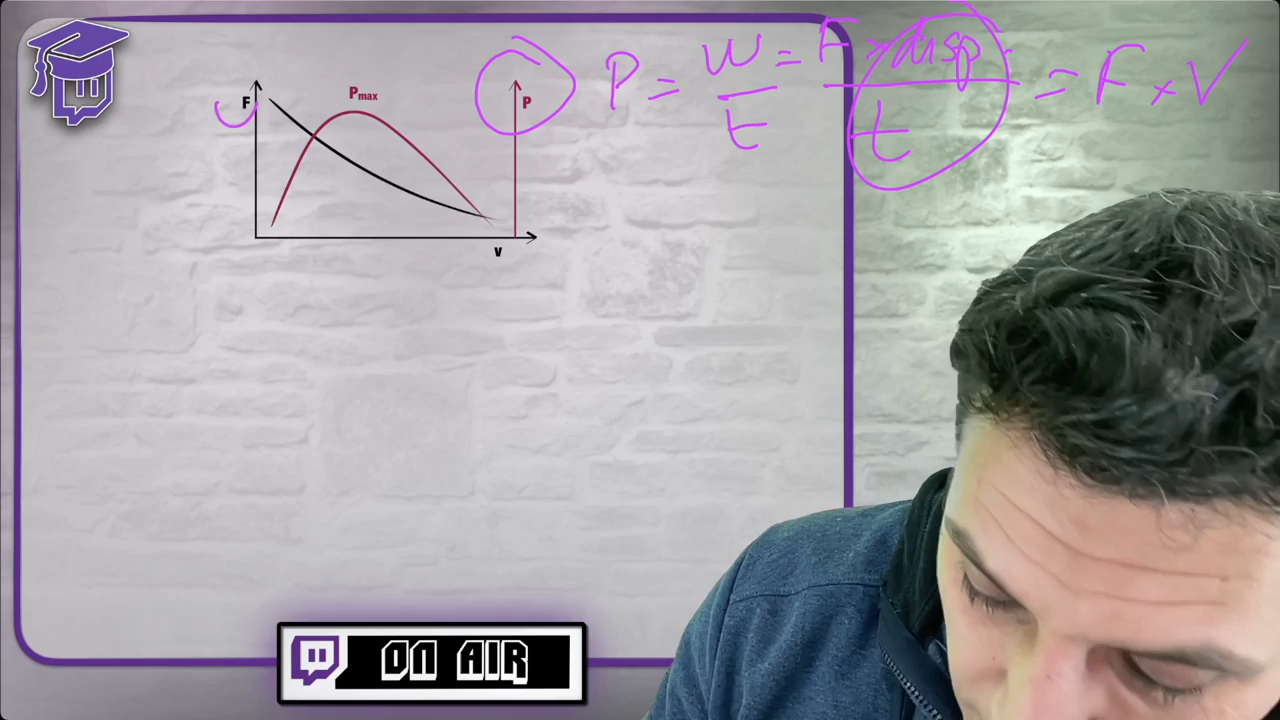 P = W/t = F × disp/t = F × V
F
Pmax
P
v
ON AIR